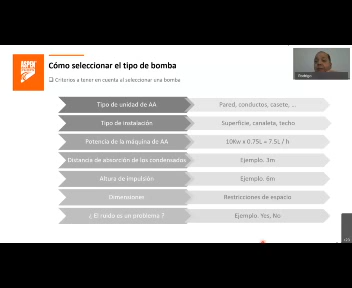 ASPEN
Cómo seleccionar el tipo de bomba
Criterios a tener en cuenta al seleccionar una bomba
Rodrigo
Tipo de unidad de AA
Pared, conductos, casete, ...
Tipo de instalación
Superficie, canaleta, techo
Potencia de la máquina de AA
10Kw x 0.75L = 7.5L / h
Distancia de absorción de los condensados
Ejemplo. 3m
Altura de impulsión
Ejemplo. 6m
Dimensiones
Restricciones de espacio
¿ El ruido es un problema ?
Ejemplo. Yes, No